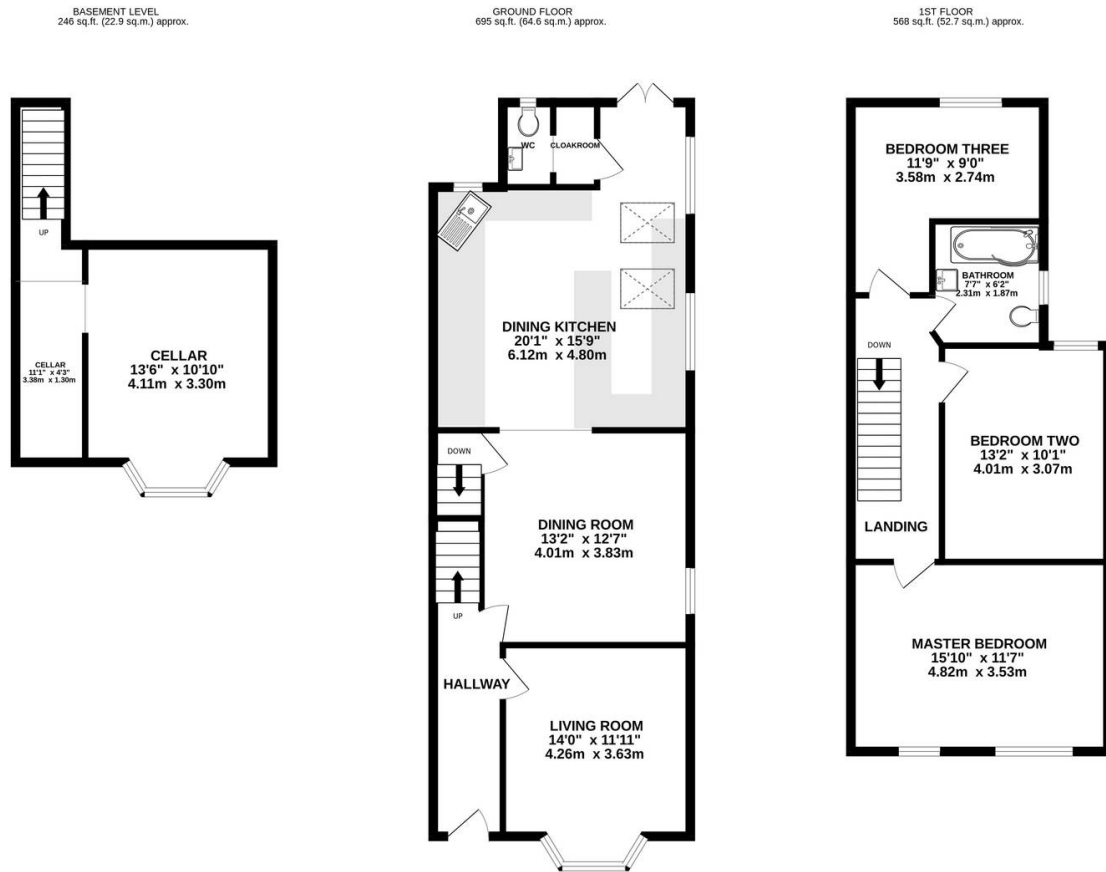 BASEMENT LEVEL
246 sq.ft. (22.9 sq.m.) approx.
UP
CELLAR
11'1" x 4'3"
3.38m x 1.30m
CELLAR
13'6" x 10'10"
4.11m x 3.30m
GROUND FLOOR
695 sq.ft. (64.6 sq.m.) approx.
WC
CLOAKROOM
DINING KITCHEN
20'1" x 15'9"
6.12m x 4.80m
DOWN
DINING ROOM
13'2" x 12'7"
4.01m x 3.83m
UP
HALLWAY
LIVING ROOM
14'0" x 11'11"
4.26m x 3.63m
1ST FLOOR
568 sq.ft. (52.7 sq.m.) approx.
BEDROOM THREE
11'9" x 9'0"
3.58m x 2.74m
BATHROOM
7'7" x 6'2"
2.31m x 1.87m
DOWN
BEDROOM TWO
13'2" x 10'1"
4.01m x 3.07m
LANDING
MASTER BEDROOM
15'10" x 11'7"
4.82m x 3.53m